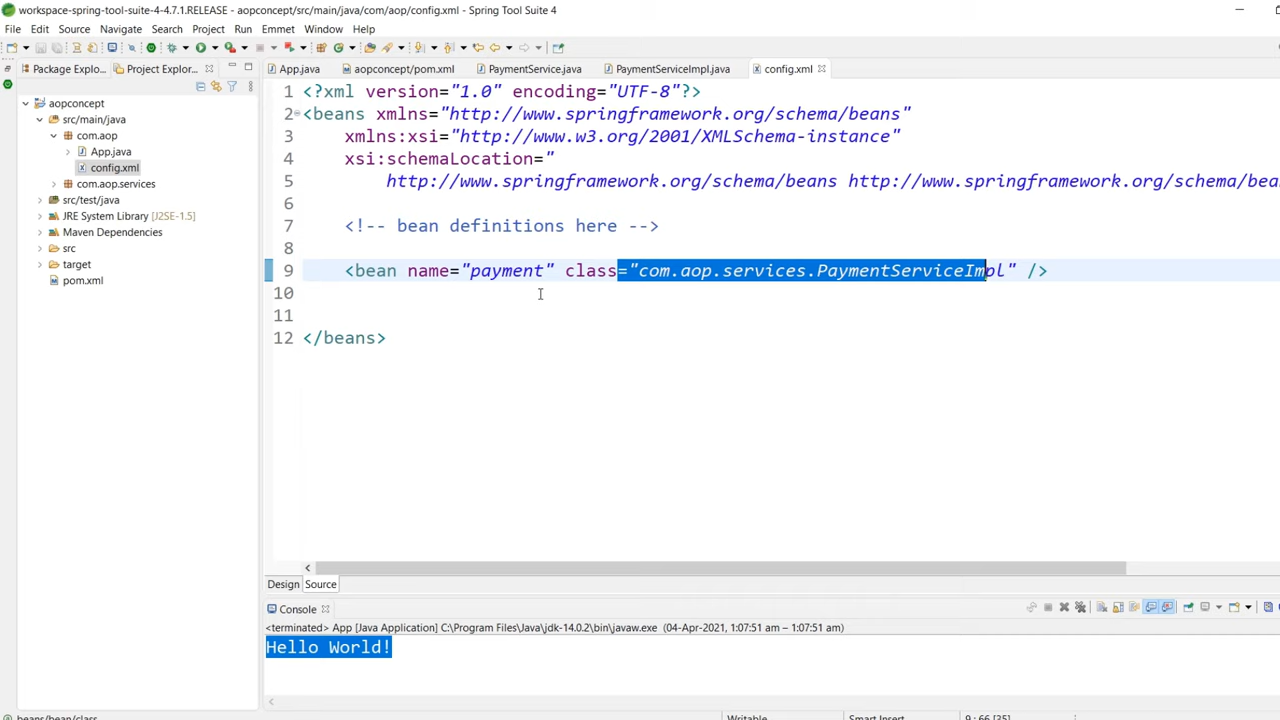 workspace-spring-tool-suite-4-4.7.1.RELEASE - aopconcept/src/main/java/com/aop/config.xml - Spring Tool Suite 4
File Edit Source Navigate Search Project Run Emmet Window Help
Package Explo... Project Explor...
App.java aopconcept/pom.xml PaymentService.java PaymentServiceImpl.java config.xml
aopconcept
src/main/java
com.aop
App.java
config.xml
com.aop.services
src/test/java
JRE System Library [J2SE-1.5]
Maven Dependencies
src
target
pom.xml
1 <?xml version="1.0" encoding="UTF-8"?>
2 <beans xmlns="http://www.springframework.org/schema/beans"
3 xmlns:xsi="http://www.w3.org/2001/XMLSchema-instance"
4 xsi:schemaLocation="
5 http://www.springframework.org/schema/beans http://www.springframework.org/schema/bea
6
7 <!-- bean definitions here -->
8
9 <bean name="payment" class="com.aop.services.PaymentServiceImpl" />
10
11
12 </beans>
Design Source
Console
<terminated> App [Java Application] C:\Program Files\Java\jdk-14.0.2\bin\javaw.exe (04-Apr-2021, 1:07:51 am – 1:07:51 am)
Hello World!
beans/bean/class Writable Smart Insert 9 : 66 [35]